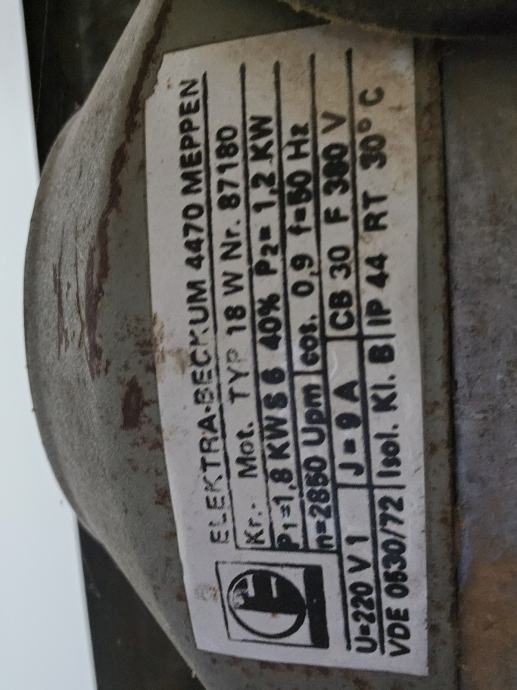 ELEKTRA-BECKUM 4470 MEPPEN
Kr.- Mot. TYP 18 W Nr. 87180
P1=1,8 KW S 6 40% P2= 1,2 KW
n=2850 Upm cos. 0,9 f=50 Hz
U=220 V 1 J= 9 A CB 30 F 380 V
VDE 0530/72 Isol. Kl. B IP 44 RT 30° C